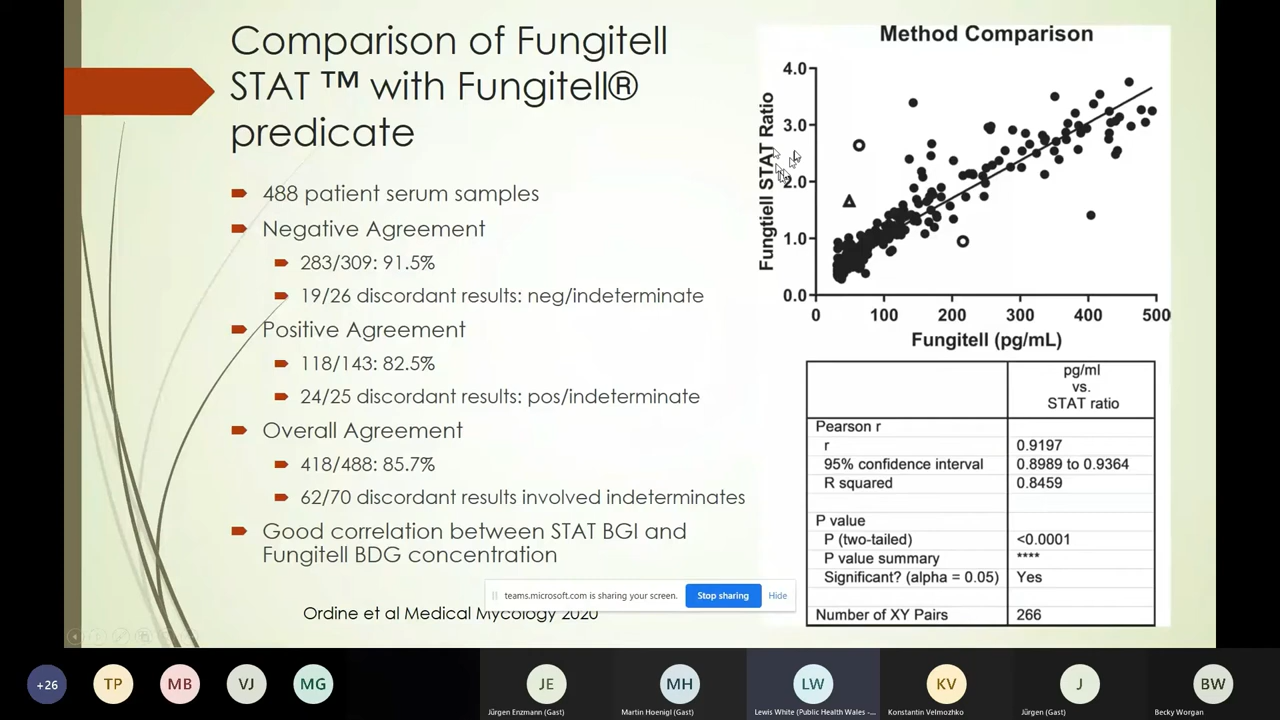 Comparison of Fungitell
STAT ™ with Fungitell®
predicate
488 patient serum samples
Negative Agreement
283/309: 91.5%
19/26 discordant results: neg/indeterminate
Positive Agreement
118/143: 82.5%
24/25 discordant results: pos/indeterminate
Overall Agreement
418/488: 85.7%
62/70 discordant results involved indeterminates
Good correlation between STAT BGI and
Fungitell BDG concentration
Ordine et al Medical Mycology 2020
Method Comparison
Fungtiell STAT Ratio
4.0
3.0
2.0
1.0
0.0
0 100 200 300 400 500
Fungitell (pg/mL)
pg/ml
vs.
STAT ratio
Pearson r
r 0.9197
95% confidence interval 0.8989 to 0.9364
R squared 0.8459
P value
P (two-tailed) <0.0001
P value summary ****
Significant? (alpha = 0.05) Yes
Number of XY Pairs 266
teams.microsoft.com is sharing your screen. Stop sharing Hide
+26 TP MB VJ MG JE MH LW KV J BW
Jürgen Enzmann (Gast) Martin Hoenigl (Gast) Lewis White (Public Health Wales -... Konstantin Velmozhko Jürgen (Gast) Becky Worgan